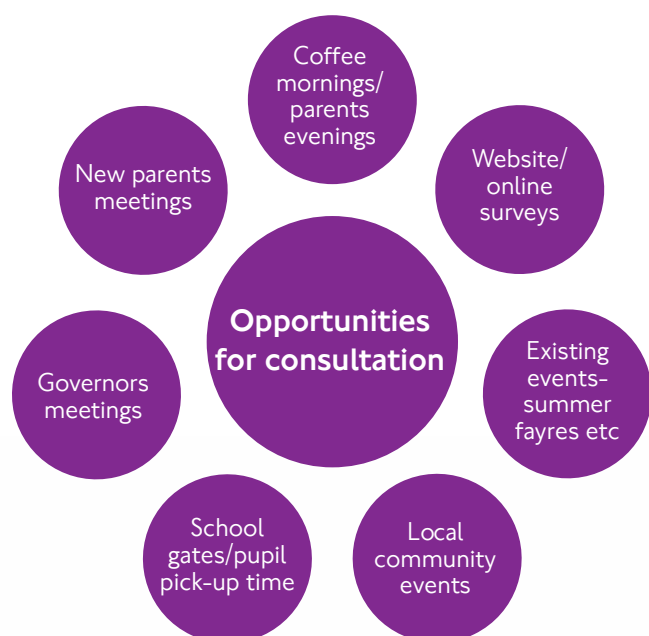 Coffee
mornings/
parents
evenings
Website/
online
surveys
New parents
meetings
Opportunities
for consultation
Existing
events-
summer
fayres etc
Governors
meetings
School
gates/pupil
pick-up time
Local
community
events